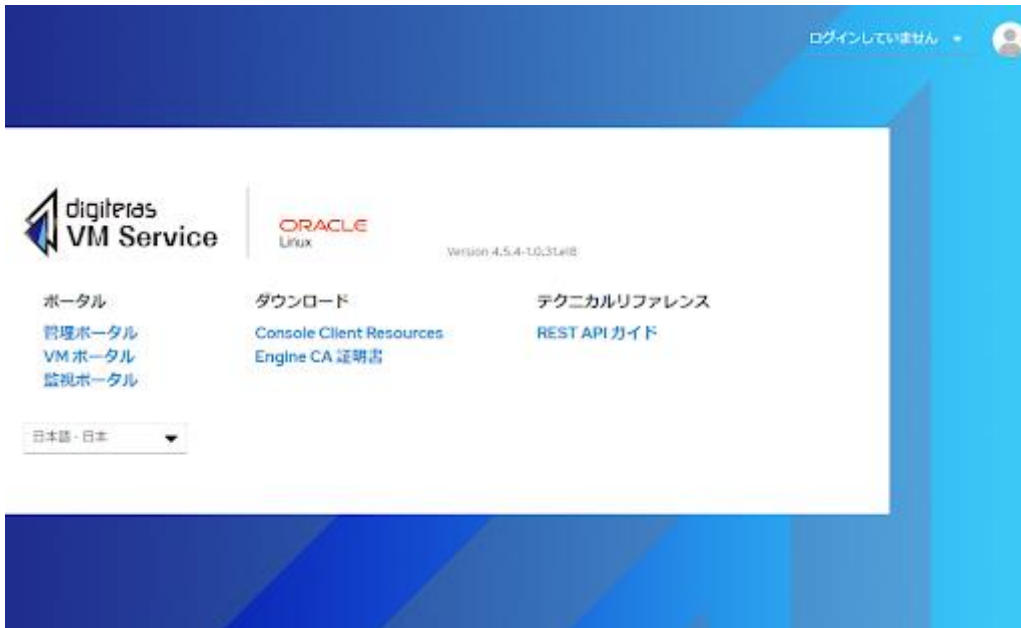 ログインしていません
digiteras
VM Service
ORACLE
Linux
Version 4.5.4-1.0.31.el8
ポータル
管理ポータル
VM ポータル
監視ポータル
ダウンロード
Console Client Resources
Engine CA 証明書
テクニカルリファレンス
REST API ガイド
日本語 - 日本